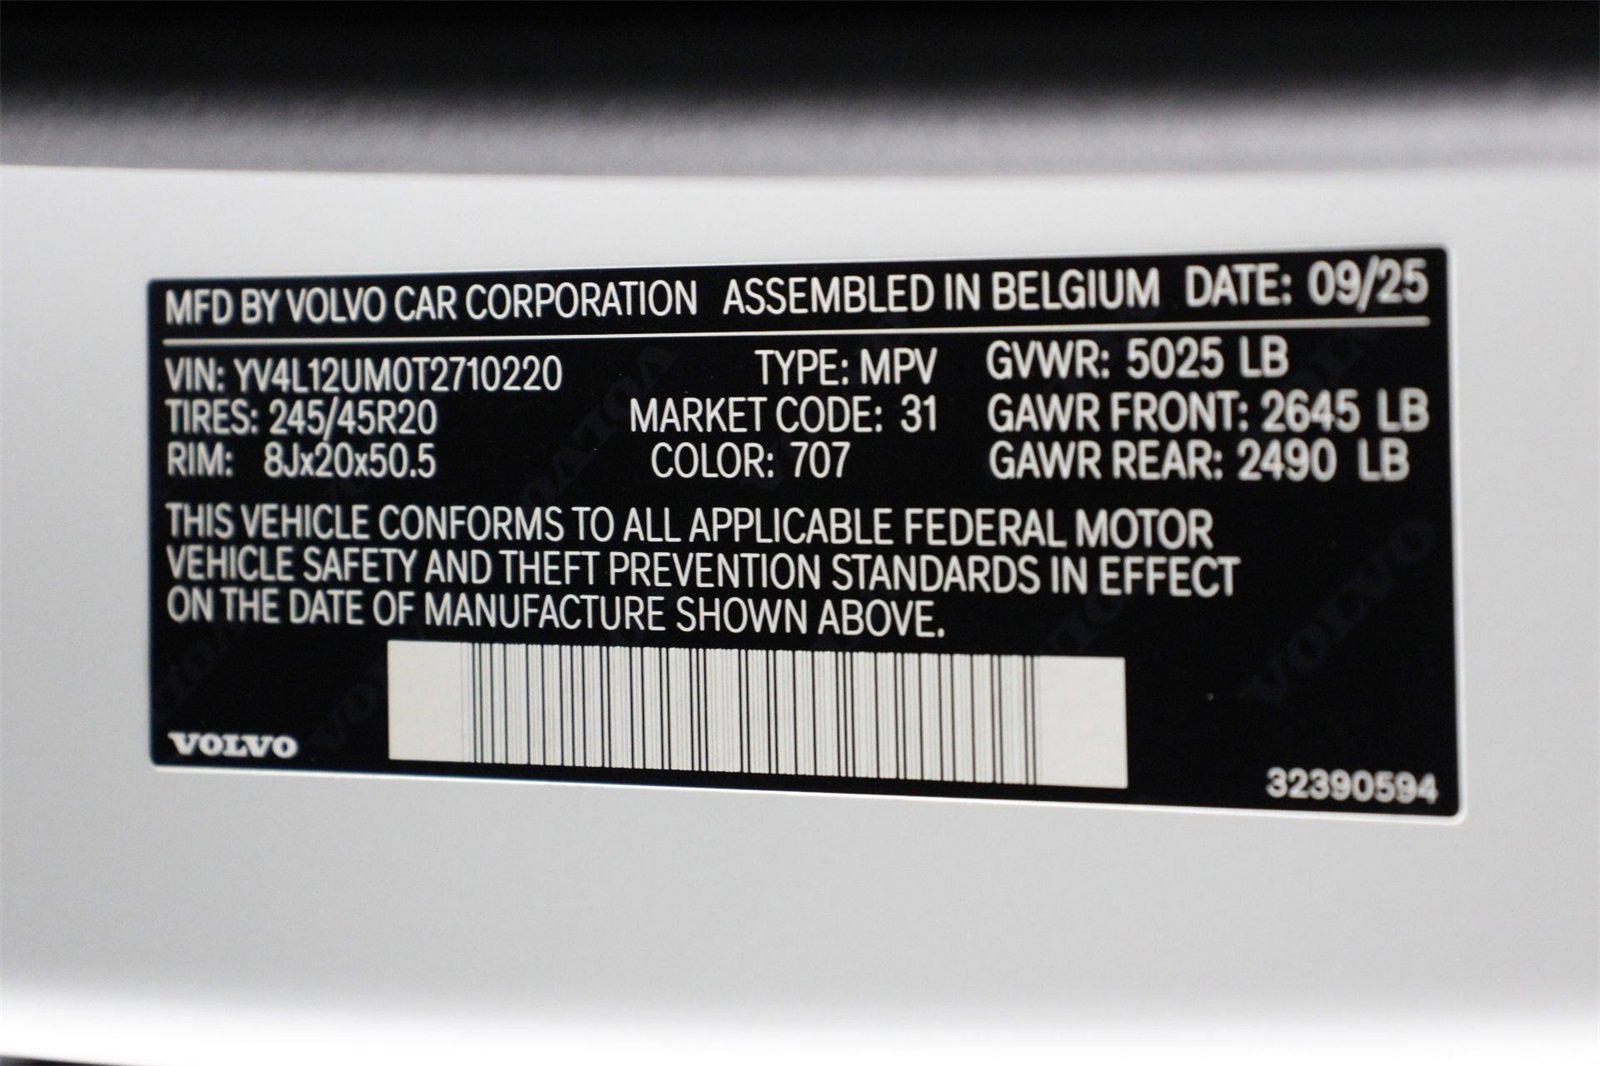 MFD BY VOLVO CAR CORPORATION ASSEMBLED IN BELGIUM DATE: 09/25
VIN: YV4L12UM0T2710220 TYPE: MPV GVWR: 5025 LB
TIRES: 245/45R20 MARKET CODE: 31 GAWR FRONT: 2645 LB
RIM: 8Jx20x50.5 COLOR: 707 GAWR REAR: 2490 LB
THIS VEHICLE CONFORMS TO ALL APPLICABLE FEDERAL MOTOR
VEHICLE SAFETY AND THEFT PREVENTION STANDARDS IN EFFECT
ON THE DATE OF MANUFACTURE SHOWN ABOVE.
VOLVO
32390594